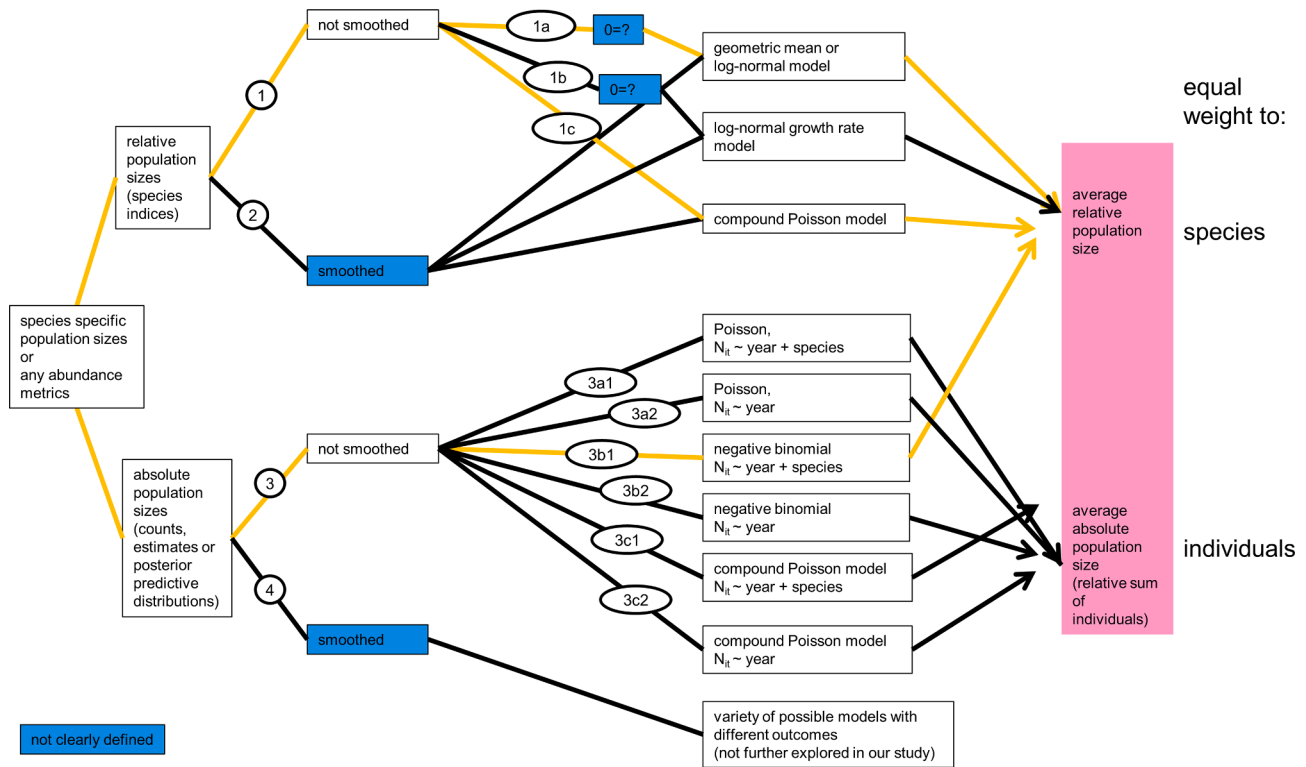 species specific
population sizes
or
any abundance
metrics
relative
population
sizes
(species
indices)
absolute
population
sizes
(counts,
estimates or
posterior
predictive
distributions)
1
2
3
4
not smoothed
smoothed
not smoothed
smoothed
1a
0=?
1b
0=?
1c
3a1
3a2
3b1
3b2
3c1
3c2
geometric mean or
log-normal model
log-normal growth rate
model
compound Poisson model
Poisson,
Nit ~ year + species
Poisson,
Nit ~ year
negative binomial
Nit ~ year + species
negative binomial
Nit ~ year
compound Poisson model
Nit ~ year + species
compound Poisson model
Nit ~ year
variety of possible models with
different outcomes
(not further explored in our study)
equal
weight to:
average
relative
population
size
species
average
absolute
population
size
(relative sum of
individuals)
individuals
not clearly defined